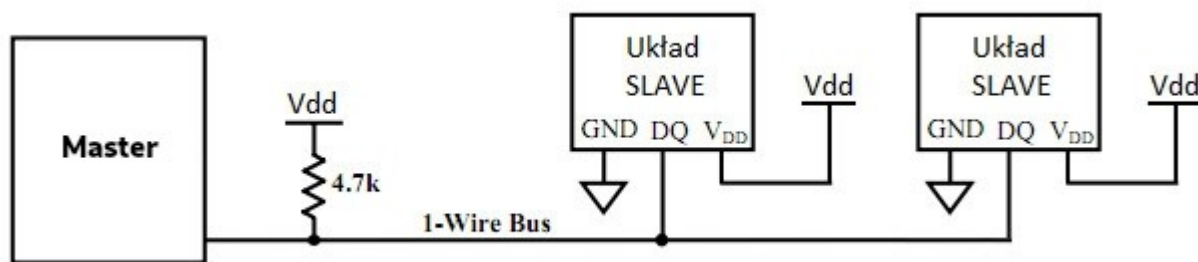 Master
Vdd
4.7k
1-Wire Bus
Układ
SLAVE
GND DQ VDD
Vdd
Układ
SLAVE
GND DQ VDD
Vdd